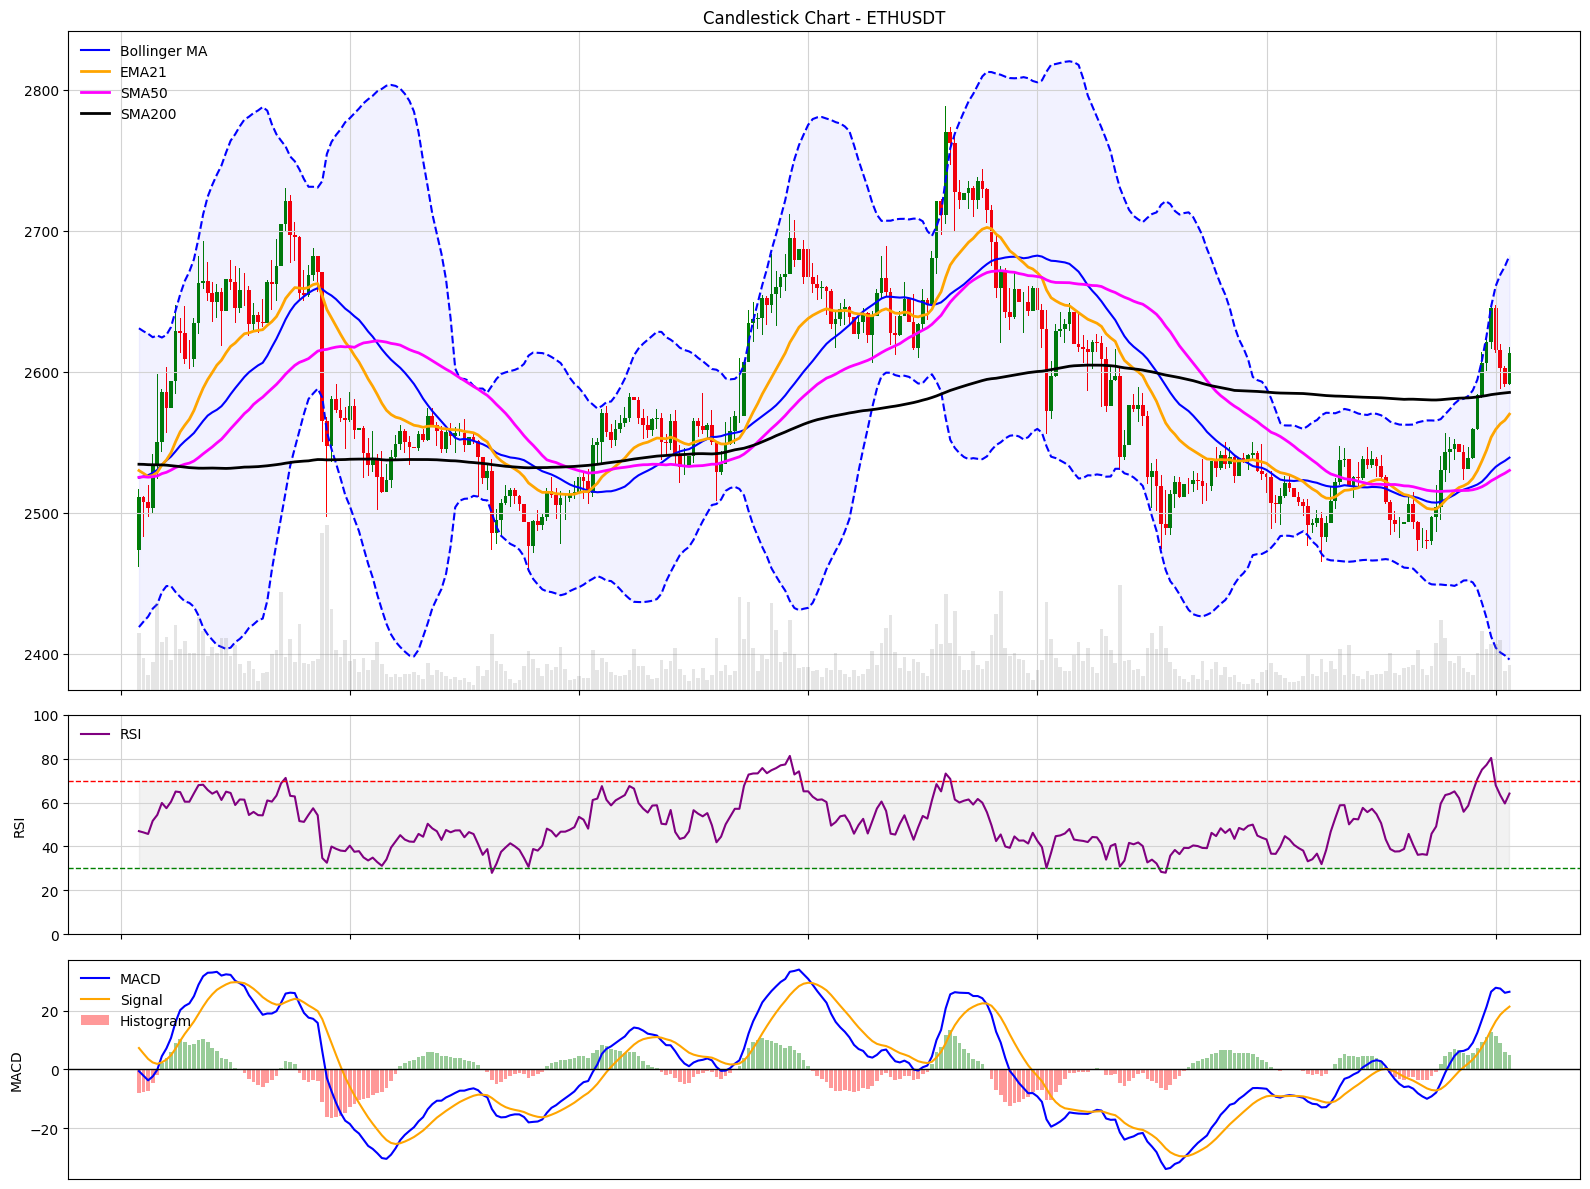 Candlestick Chart - ETHUSDT
Bollinger MA
EMA21
SMA50
SMA200
2800
2700
2600
2500
2400
RSI
100
80
60
40
20
0
RSI
MACD
Signal
Histogram
20
0
−20
MACD